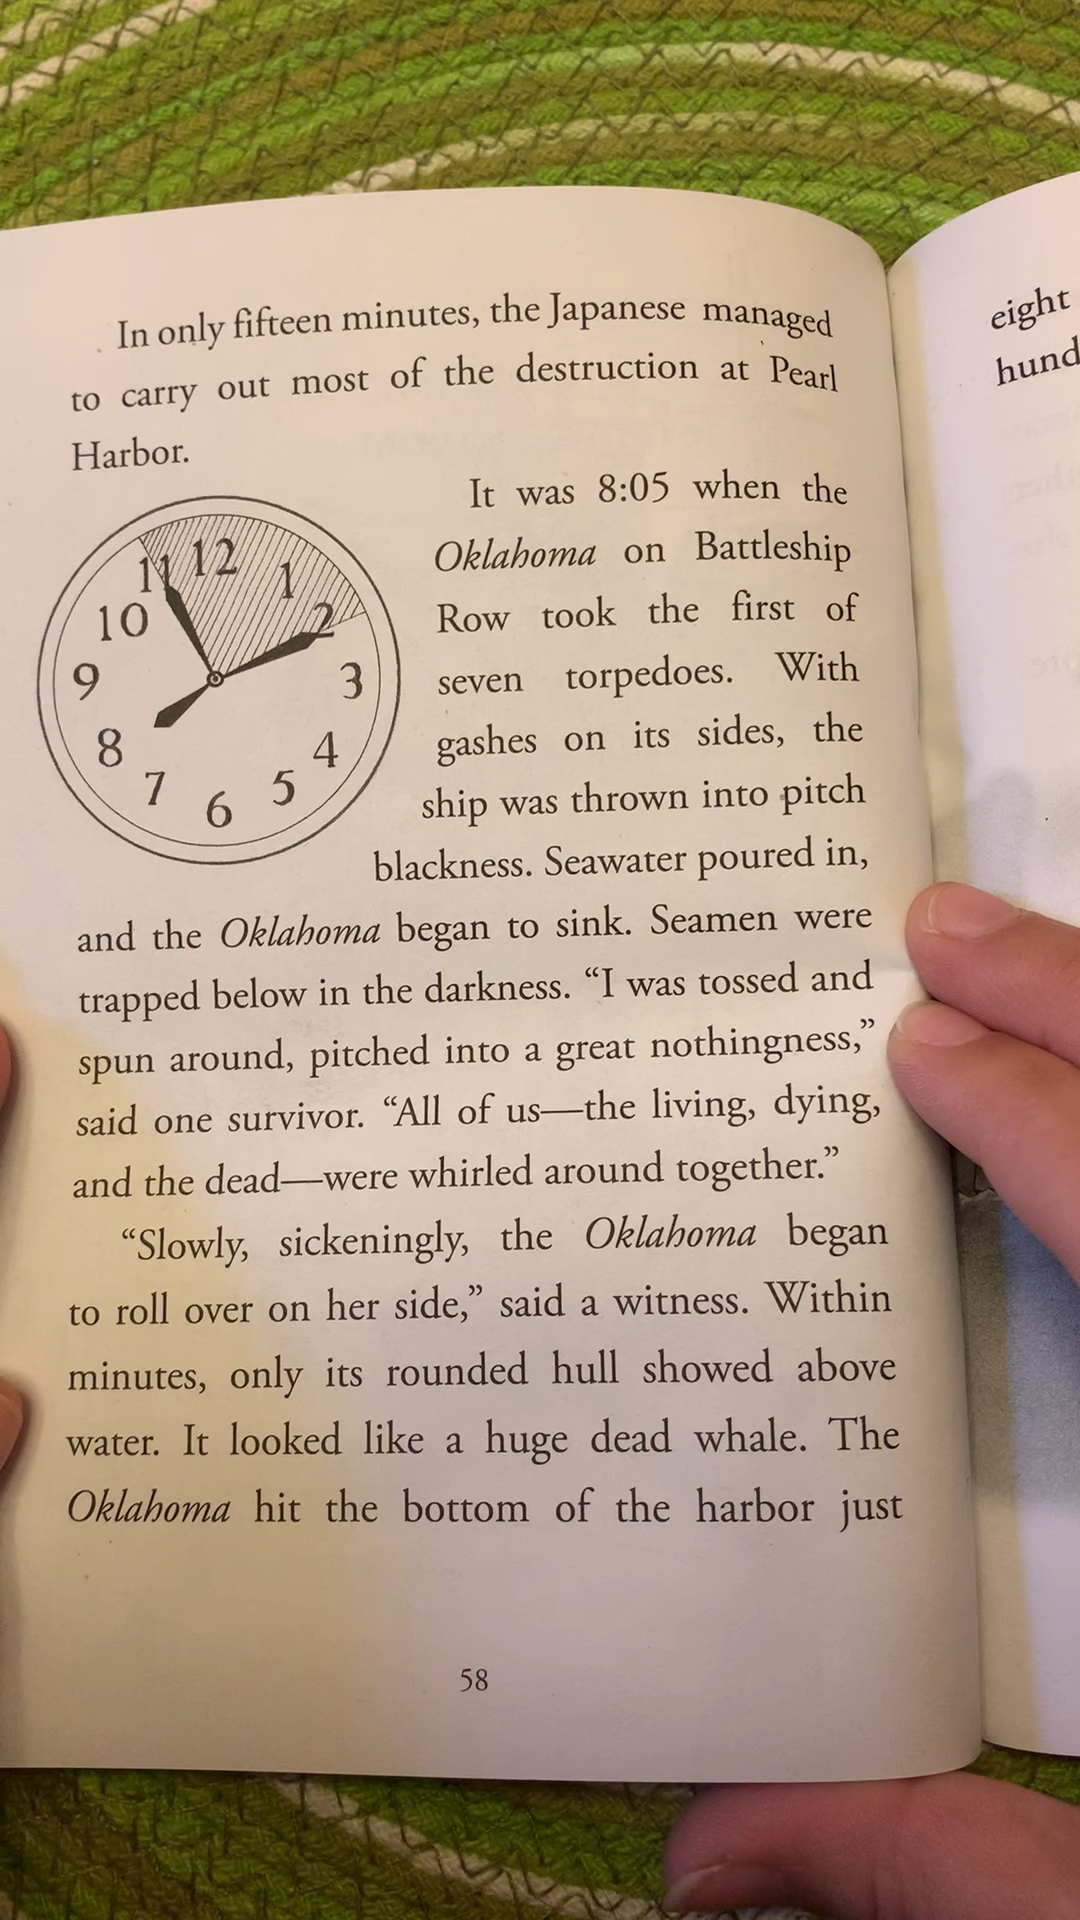 In only fifteen minutes, the Japanese managed
to carry out most of the destruction at Pearl
Harbor.
12
1
2
3
4
5
6
7
8
9
10
11
It was 8:05 when the
Oklahoma on Battleship
Row took the first of
seven torpedoes. With
gashes on its sides, the
ship was thrown into pitch
blackness. Seawater poured in,
and the Oklahoma began to sink. Seamen were
trapped below in the darkness. “I was tossed and
spun around, pitched into a great nothingness,”
said one survivor. “All of us—the living, dying,
and the dead—were whirled around together.”
“Slowly, sickeningly, the Oklahoma began
to roll over on her side,” said a witness. Within
minutes, only its rounded hull showed above
water. It looked like a huge dead whale. The
Oklahoma hit the bottom of the harbor just
58
eight